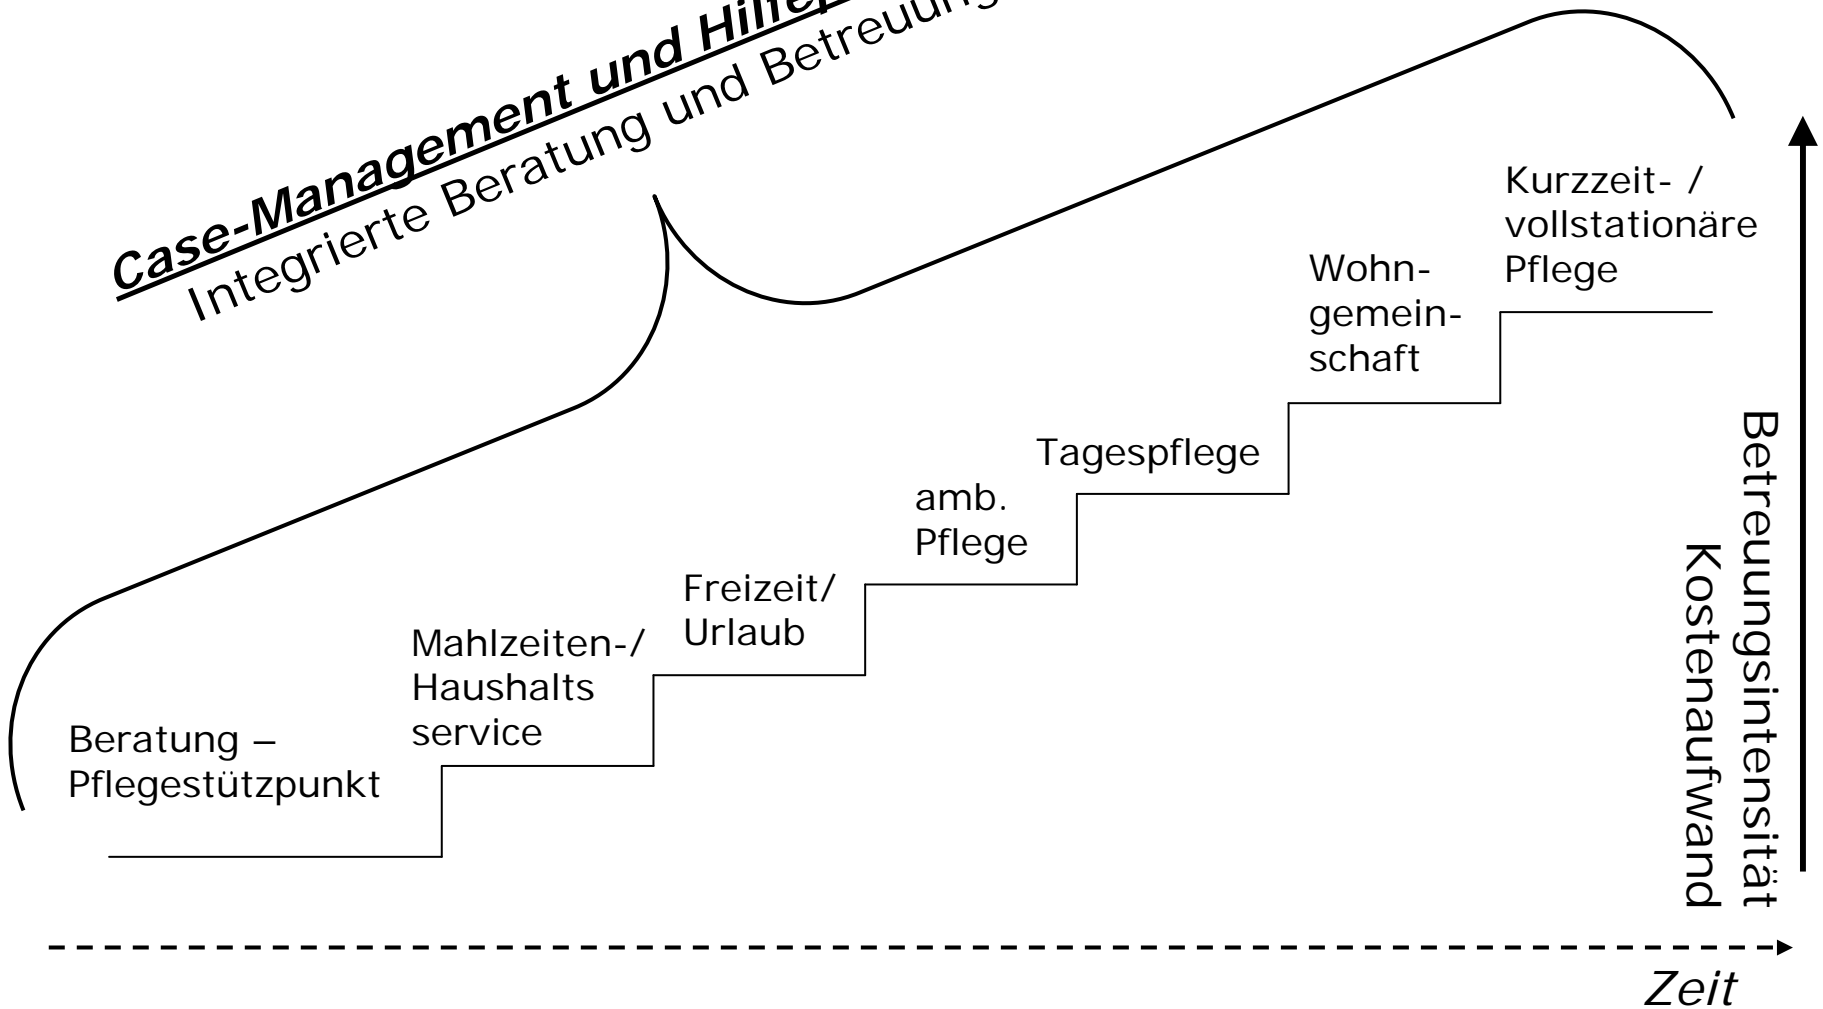 Case-Management und
Integrierte Beratung und Betreuung
Kurzzeit- /
vollstationäre
Pflege
Wohn-
gemein-
schaft
Tagespflege
amb.
Pflege
Freizeit/
Urlaub
Mahlzeiten-/
Haushalts
service
Beratung –
Pflegestützpunkt
Betreuungsintensität
Kostenaufwand
Zeit